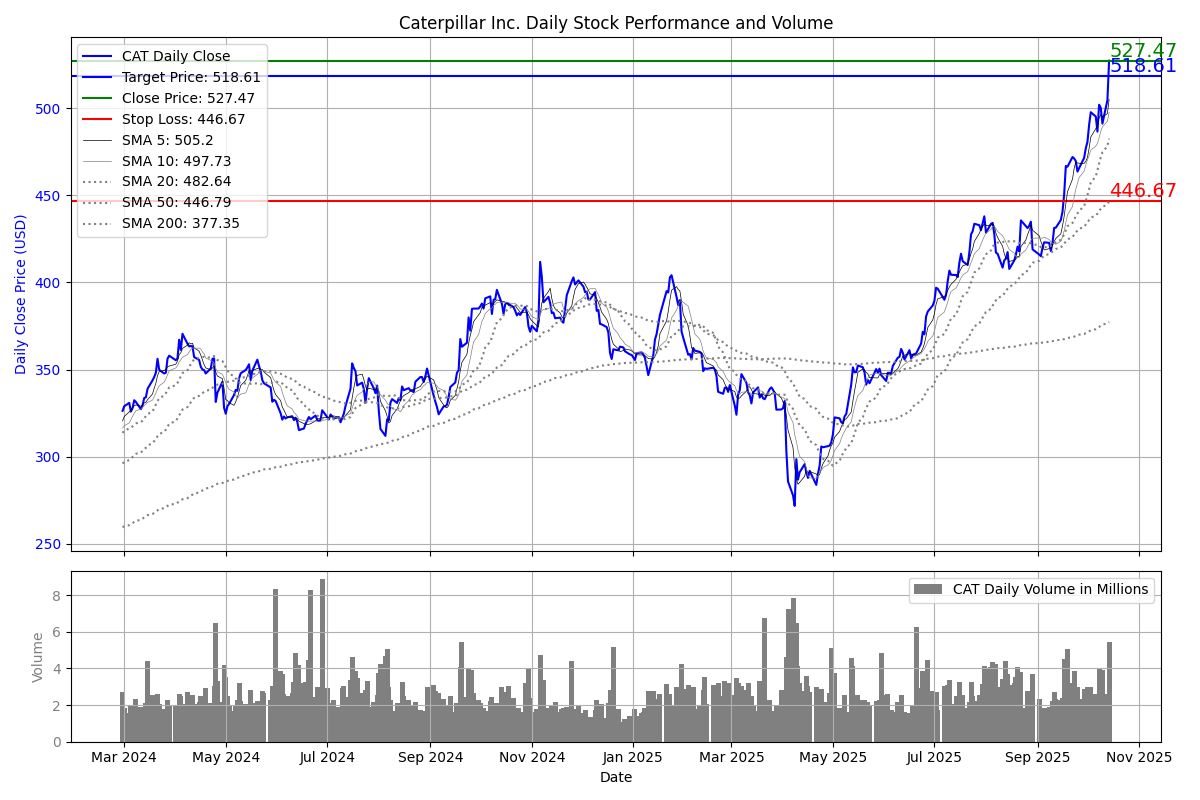 Caterpillar Inc. Daily Stock Performance and Volume
527.47
518.61
446.67
CAT Daily Close
Target Price: 518.61
Close Price: 527.47
Stop Loss: 446.67
SMA 5: 505.2
SMA 10: 497.73
SMA 20: 482.64
SMA 50: 446.79
SMA 200: 377.35
Daily Close Price (USD)
500
450
400
350
300
250
CAT Daily Volume in Millions
Volume
8
6
4
2
0
Mar 2024 May 2024 Jul 2024 Sep 2024 Nov 2024 Jan 2025 Mar 2025 May 2025 Jul 2025 Sep 2025 Nov 2025
Date